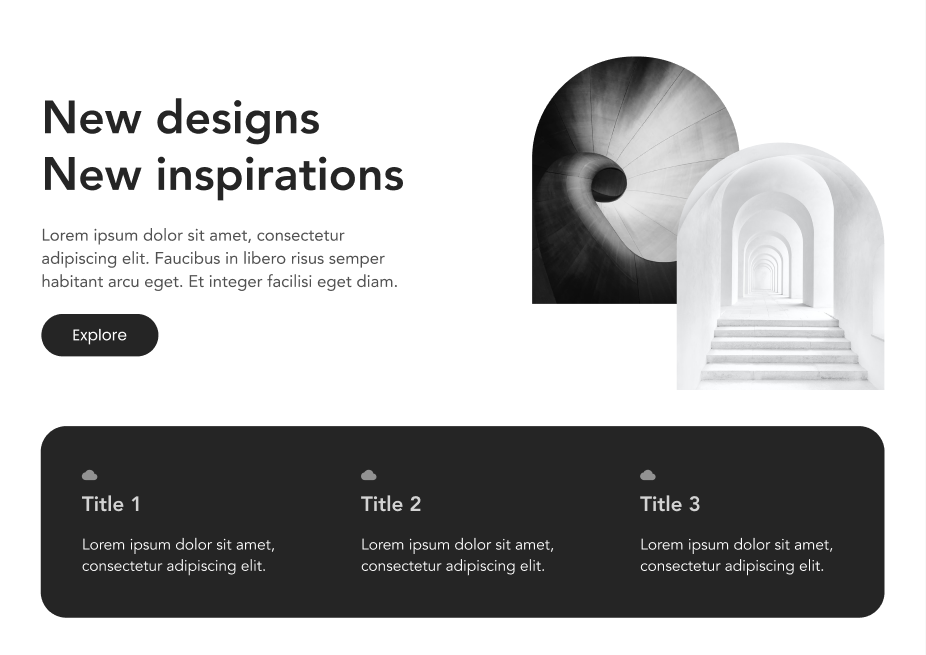 New designs
New inspirations
Lorem ipsum dolor sit amet, consectetur
adipiscing elit. Faucibus in libero risus semper
habitant arcu eget. Et integer facilisi eget diam.
Explore
Title 1
Lorem ipsum dolor sit amet,
consectetur adipiscing elit.
Title 2
Lorem ipsum dolor sit amet,
consectetur adipiscing elit.
Title 3
Lorem ipsum dolor sit amet,
consectetur adipiscing elit.